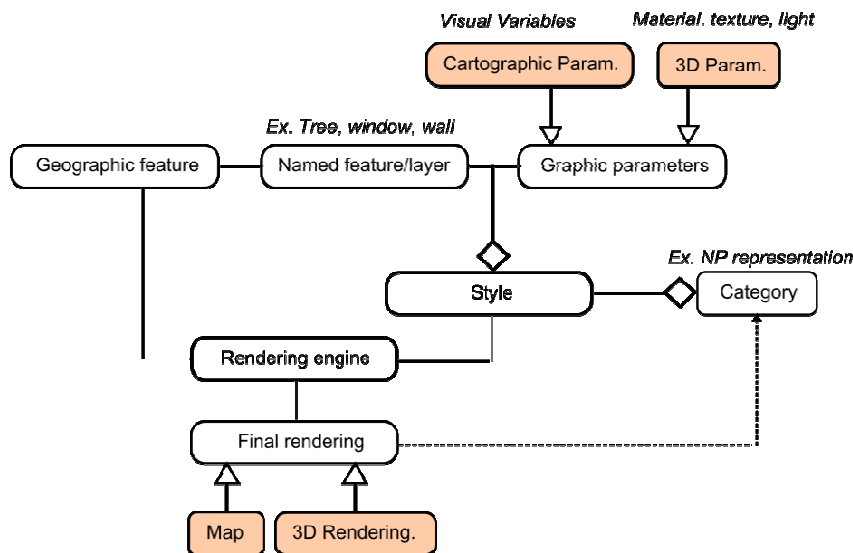 Visual Variables
Material. texture, light
Cartographic Param.
3D Param.
Ex. Tree, window, wall
Geographic feature
Named feature/layer
Graphic parameters
Ex. NP representation
Style
Category
Rendering engine
Final rendering
Map
3D Rendering.